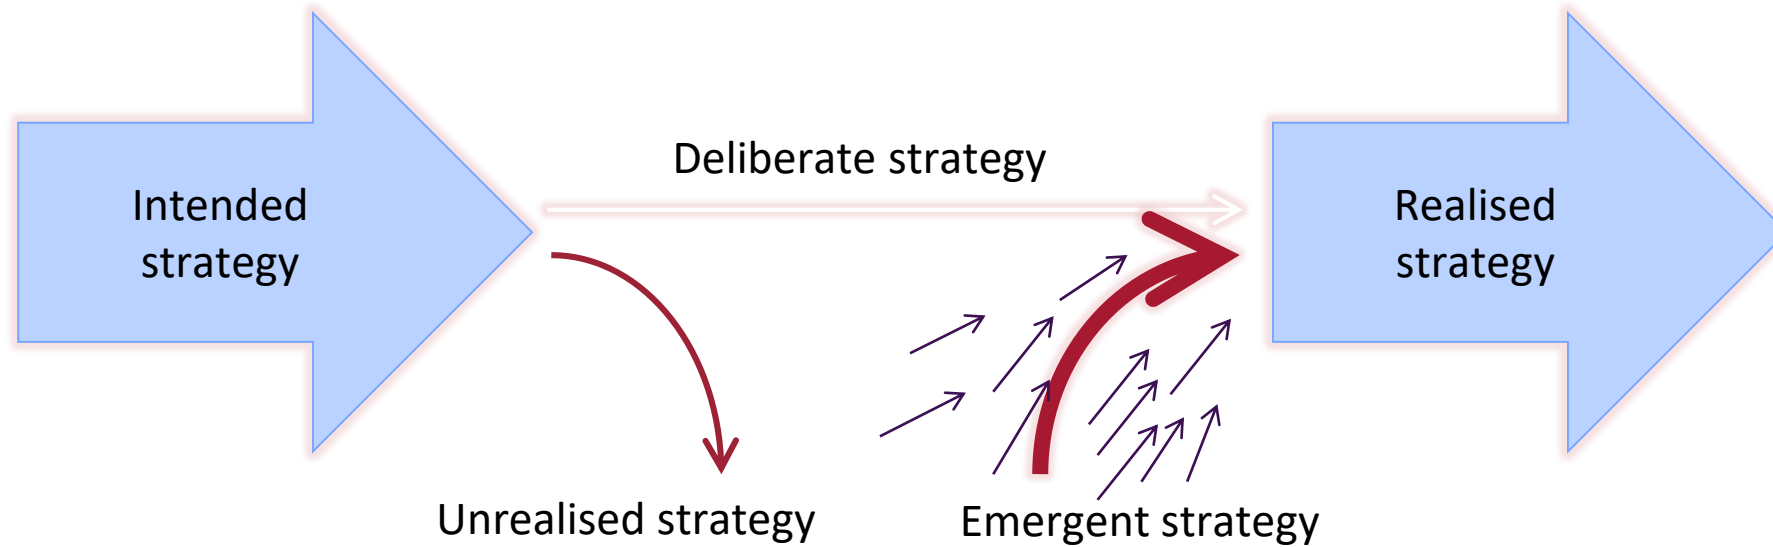 Deliberate strategy
Intended
strategy
Realised
strategy
Unrealised strategy
Emergent strategy